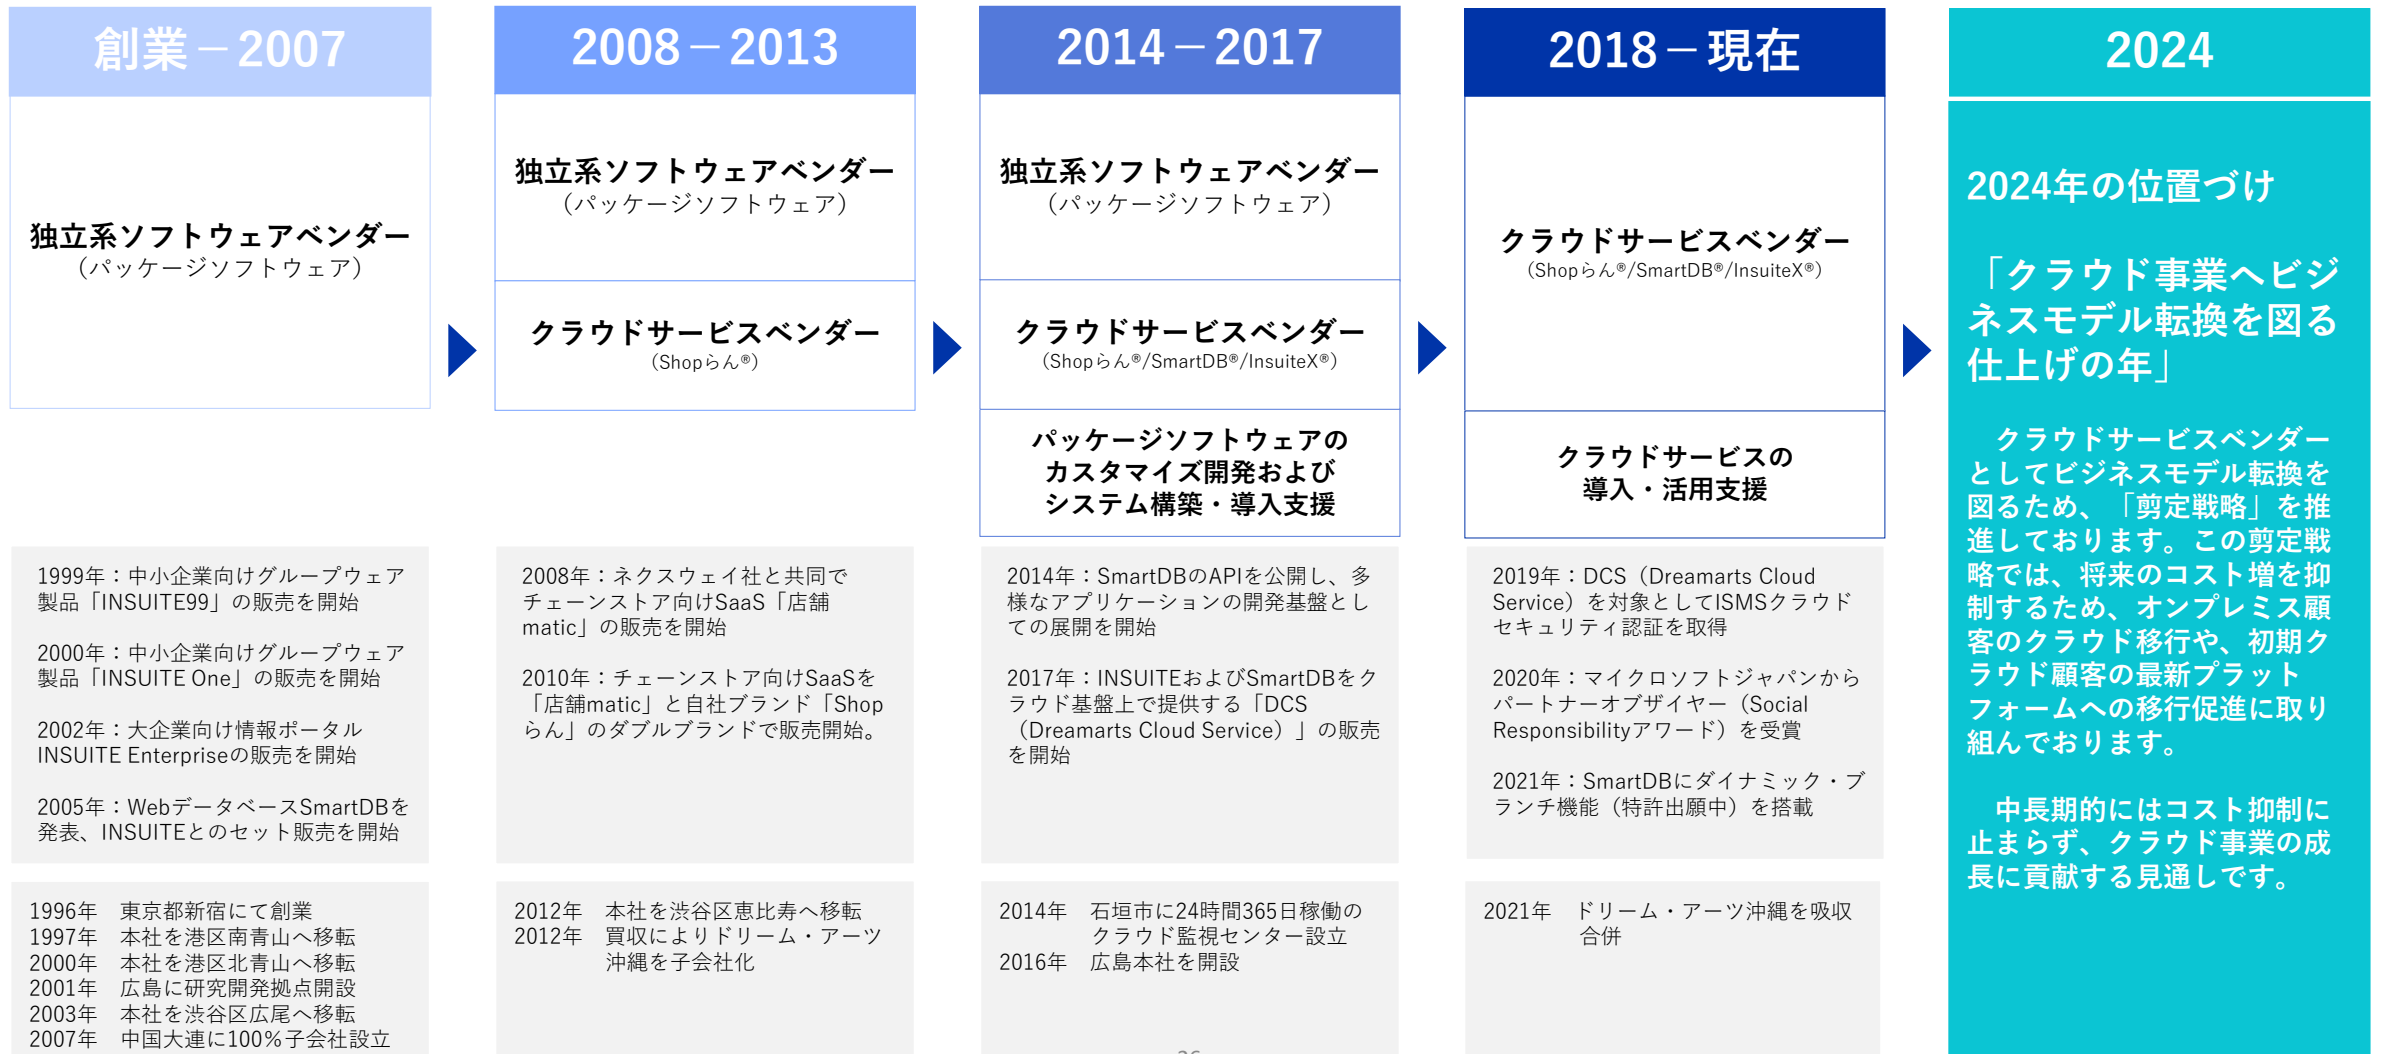 創業－2007
独立系ソフトウェアベンダー
（パッケージソフトウェア）
1999年：中小企業向けグループウェア
製品「INSUITE99」の販売を開始
2000年：中小企業向けグループウェア
製品「INSUITE One」の販売を開始
2002年：大企業向け情報ポータル
INSUITE Enterpriseの販売を開始
2005年：WebデータベースSmartDBを
発表、INSUITEとのセット販売を開始
1996年　東京都新宿にて創業
1997年　本社を港区南青山へ移転
2000年　本社を港区北青山へ移転
2001年　広島に研究開発拠点開設
2003年　本社を渋谷区広尾へ移転
2007年　中国大連に100%子会社設立
2008－2013
独立系ソフトウェアベンダー
（パッケージソフトウェア）
クラウドサービスベンダー
（Shopらん®）
2008年：ネクスウェイ社と共同で
チェーンストア向けSaaS「店舗
matic」の販売を開始
2010年：チェーンストア向けSaaSを
「店舗matic」と自社ブランド「Shop
らん」のダブルブランドで販売開始。
2012年　本社を渋谷区恵比寿へ移転
2012年　買収によりドリーム・アーツ
沖縄を子会社化
2014－2017
独立系ソフトウェアベンダー
（パッケージソフトウェア）
クラウドサービスベンダー
（Shopらん®/SmartDB®/InsuiteX®）
パッケージソフトウェアの
カスタマイズ開発および
システム構築・導入支援
2014年：SmartDBのAPIを公開し、多
様なアプリケーションの開発基盤とし
ての展開を開始
2017年：INSUITEおよびSmartDBをク
ラウド基盤上で提供する「DCS
（Dreamarts Cloud Service）」の販売
を開始
2014年　石垣市に24時間365日稼働の
クラウド監視センター設立
2016年　広島本社を開設
2018－現在
クラウドサービスベンダー
（Shopらん®/SmartDB®/InsuiteX®）
クラウドサービスの
導入・活用支援
2019年：DCS（Dreamarts Cloud
Service）を対象としてISMSクラウド
セキュリティ認証を取得
2020年：マイクロソフトジャパンから
パートナーオブザイヤー（Social
Responsibilityアワード）を受賞
2021年：SmartDBにダイナミック・ブ
ランチ機能（特許出願中）を搭載
2021年　ドリーム・アーツ沖縄を吸収
合併
2024
2024年の位置づけ
「クラウド事業へビジ
ネスモデル転換を図る
仕上げの年」
クラウドサービスベンダー
としてビジネスモデル転換を
図るため、「剪定戦略」を推
進しております。この剪定戦
略では、将来のコスト増を抑
制するため、オンプレミス顧
客のクラウド移行や、初期ク
ラウド顧客の最新プラット
フォームへの移行促進に取り
組んでおります。
中長期的にはコスト抑制に
止まらず、クラウド事業の成
長に貢献する見通しです。